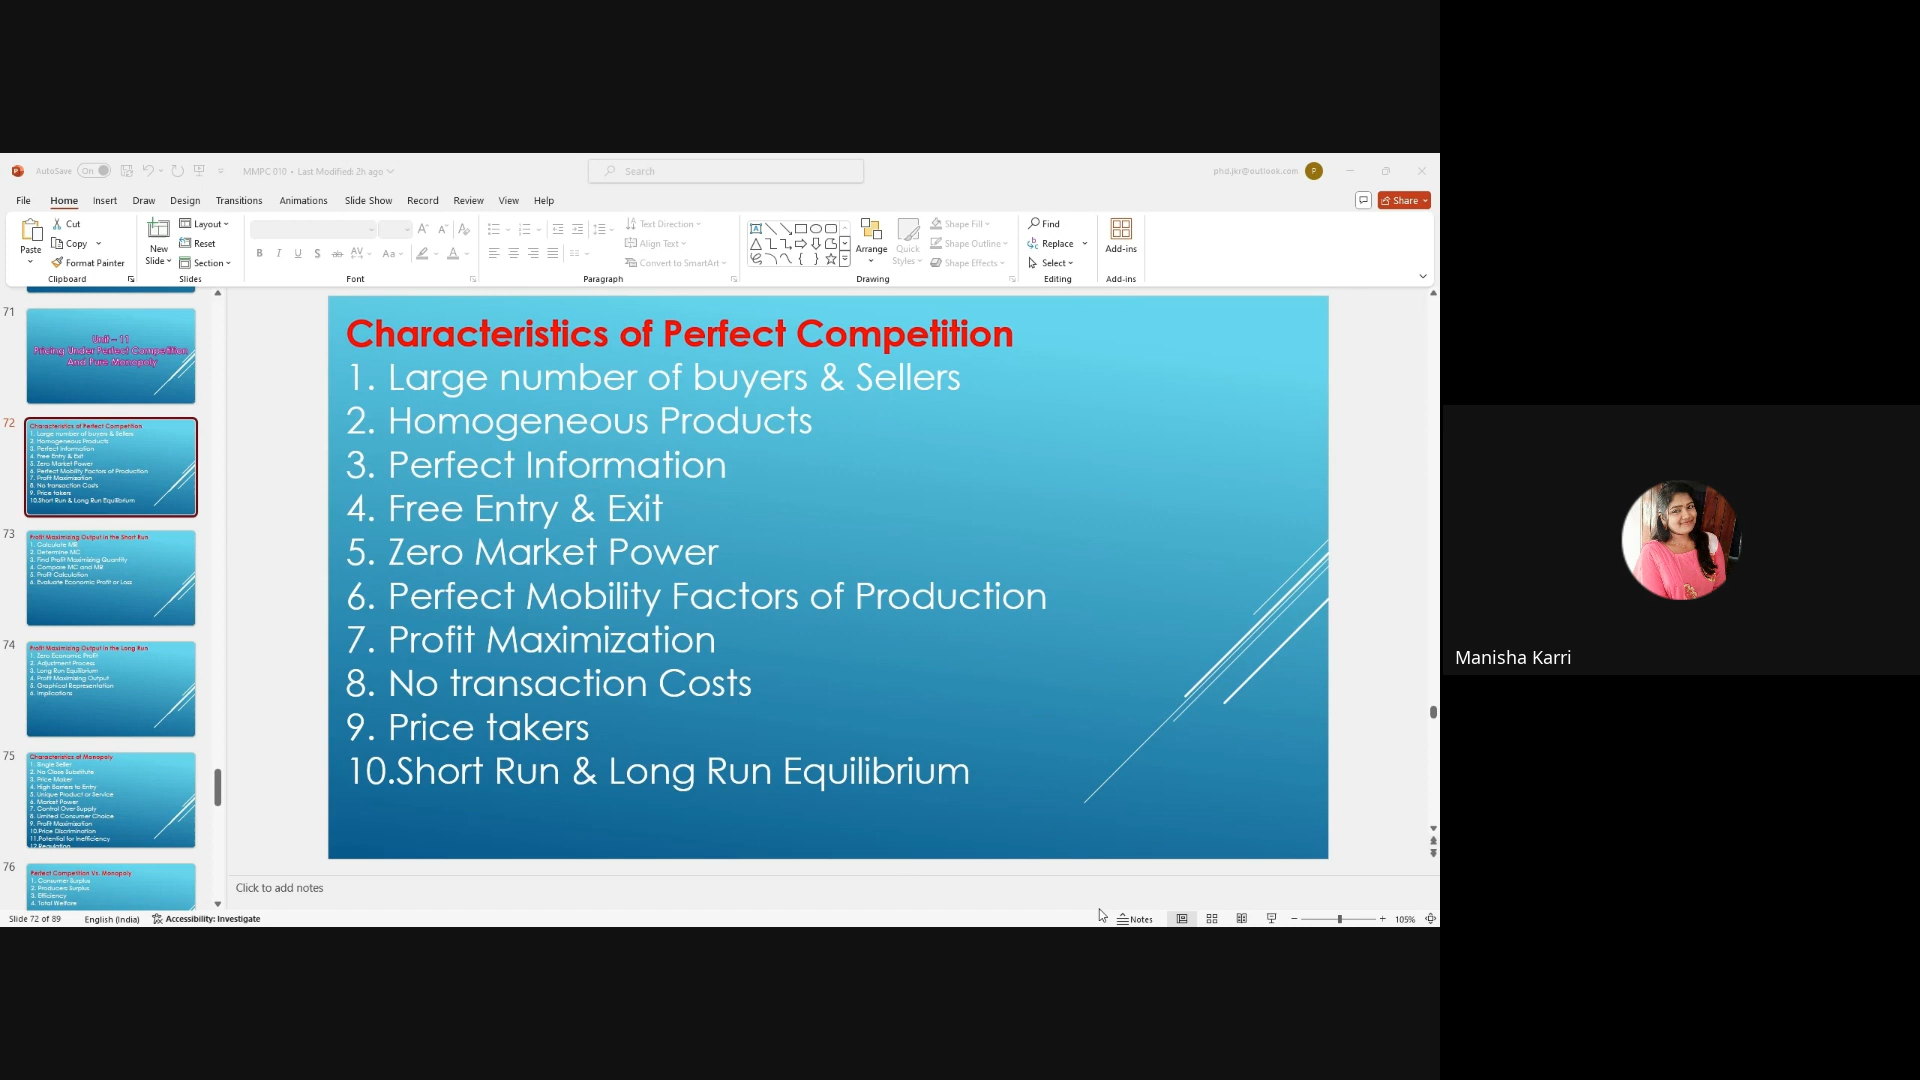 AutoSave On MMPC 010 • Last Modified: 2h ago Search phd.jkr@outlook.com P
File Home Insert Draw Design Transitions Animations Slide Show Record Review View Help Share
Paste Cut Copy Format Painter Clipboard
New Slide Layout Reset Section Slides
B I U S ab AV Aa A Font
Text Direction Align Text Convert to SmartArt Paragraph
Arrange Quick Styles Shape Fill Shape Outline Shape Effects Drawing
Find Replace Select Editing
Add-ins Add-ins
71
Unit – 11
Pricing Under Perfect Competition
And Pure Monopoly
72
Characteristics of Perfect Competition
1. Large number of buyers & Sellers
2. Homogeneous Products
3. Perfect Information
4. Free Entry & Exit
5. Zero Market Power
6. Perfect Mobility Factors of Production
7. Profit Maximization
8. No transaction Costs
9. Price takers
10.Short Run & Long Run Equilibrium
73
Profit Maximizing Output in the Short Run
1. Calculate MR
2. Determine MC
3. Find Profit Maximizing Quantity
4. Compare MC and MR
5. Profit Calculation
6. Evaluate Economic Profit or Loss
74
Profit Maximizing Output in the Long Run
1. Zero Economic Profit
2. Adjustment Process
3. Long Run Equilibrium
4. Profit Maximizing Output
5. Graphical Representation
6. Implications
75
Characteristics of Monopoly
1. Single Seller
2. No Close Substitute
3. Price Maker
4. High Barriers to Entry
5. Unique Product or Service
6. Market Power
7. Control Over Supply
8. Limited Consumer Choice
9. Profit Maximization
10.Price Discrimination
11.Potential for Inefficiency
12.Regulation
76
Perfect Competition Vs. Monopoly
1. Consumer Surplus
2. Producers Surplus
3. Efficiency
4. Total Welfare
Characteristics of Perfect Competition
1. Large number of buyers & Sellers
2. Homogeneous Products
3. Perfect Information
4. Free Entry & Exit
5. Zero Market Power
6. Perfect Mobility Factors of Production
7. Profit Maximization
8. No transaction Costs
9. Price takers
10.Short Run & Long Run Equilibrium
Click to add notes
Slide 72 of 89 English (India) Accessibility: Investigate Notes 105%
Manisha Karri